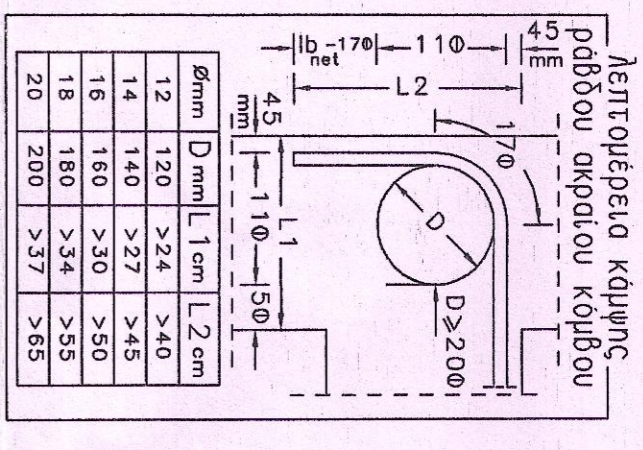 λεπτομέρεια κάμψης
ράβδου ακραίου κόμβου
45 mm
11Φ
lb net -17Φ
L2
17Φ
D
D⩾20Φ
L1
45 mm
11Φ
5Φ
Ømm D mm L1 cm L2 cm
12 120 >24 >40
14 140 >27 >45
16 160 >30 >50
18 180 >34 >55
20 200 >37 >65